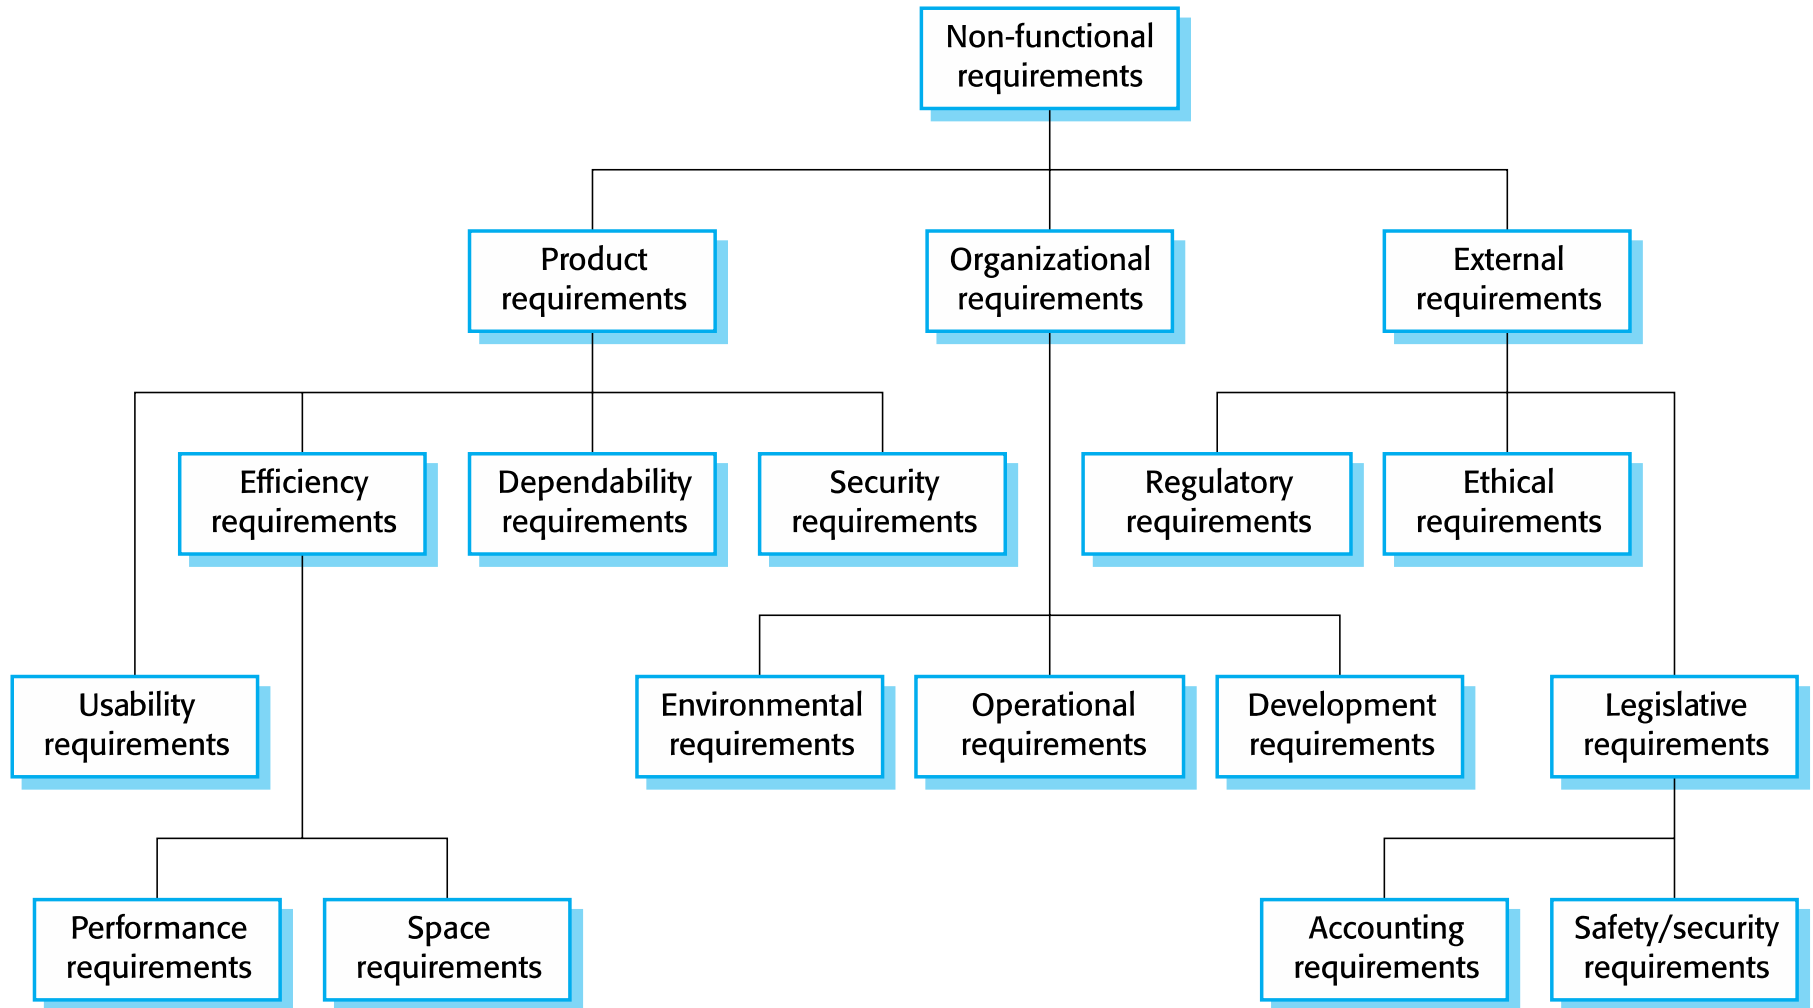 Non-functional
requirements
Product
requirements
Organizational
requirements
External
requirements
Efficiency
requirements
Dependability
requirements
Security
requirements
Regulatory
requirements
Ethical
requirements
Usability
requirements
Environmental
requirements
Operational
requirements
Development
requirements
Legislative
requirements
Performance
requirements
Space
requirements
Accounting
requirements
Safety/security
requirements